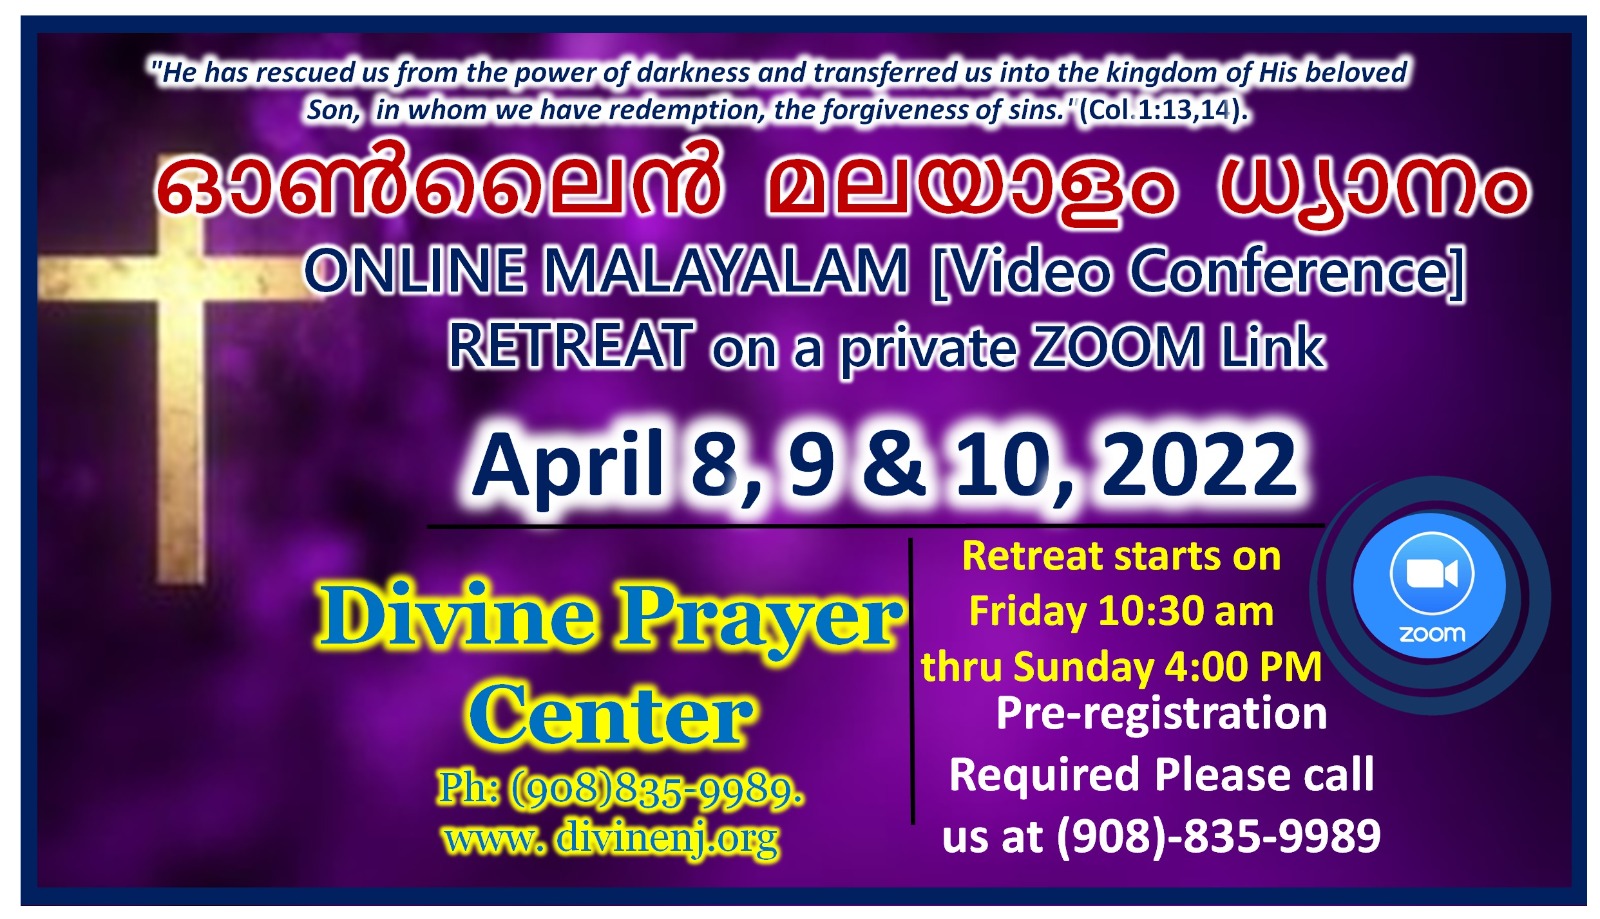 "He has rescued us from the power of darkness and transferred us into the kingdom of His beloved
Son, in whom we have redemption, the forgiveness of sins."(Col.1:13,14).
ഓൺലൈൻ മലയാളം ധ്യാനം
ONLINE MALAYALAM [Video Conference]
RETREAT on a private ZOOM Link
April 8, 9 & 10, 2022
Divine Prayer
Center
Ph: (908)835-9989.
www. divinenj.org
Retreat starts on
Friday 10:30 am
thru Sunday 4:00 PM
Pre-registration
Required Please call
us at (908)-835-9989
zoom